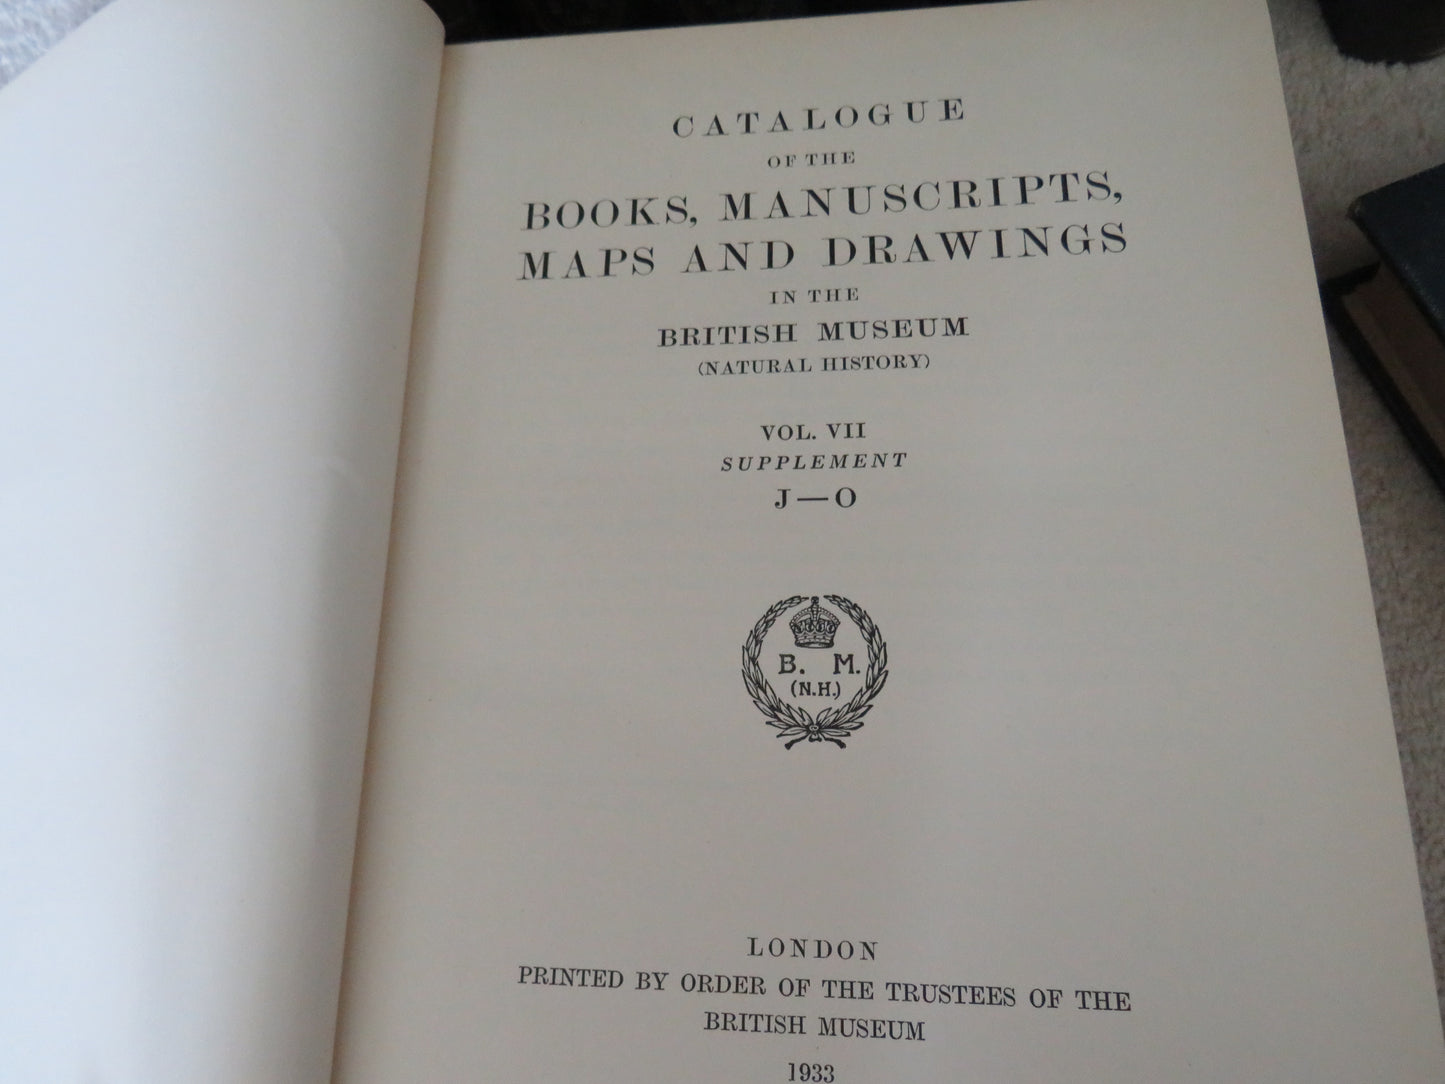 CATALOGUE
OF THE
BOOKS, MANUSCRIPTS,
MAPS AND DRAWINGS
IN THE
BRITISH MUSEUM
(NATURAL HISTORY)
VOL. VII
SUPPLEMENT
J—O
B. M.
(N.H.)
LONDON
PRINTED BY ORDER OF THE TRUSTEES OF THE
BRITISH MUSEUM
1933